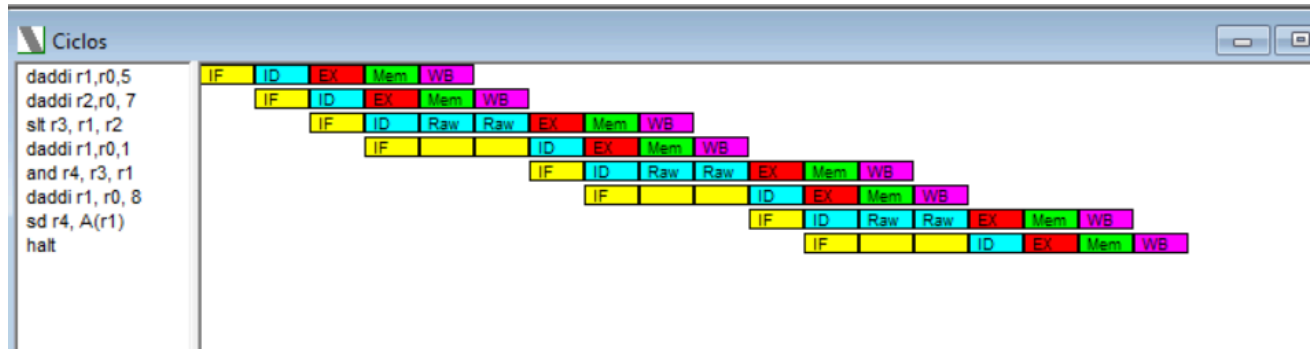 Ciclos
daddi r1,r0,5 IF ID EX Mem WB
daddi r2,r0, 7 IF ID EX Mem WB
slt r3, r1, r2 IF ID Raw Raw EX Mem WB
daddi r1,r0,1 IF ID EX Mem WB
and r4, r3, r1 IF ID Raw Raw EX Mem WB
daddi r1, r0, 8 IF ID EX Mem WB
sd r4, A(r1) IF ID Raw Raw EX Mem WB
halt IF ID EX Mem WB